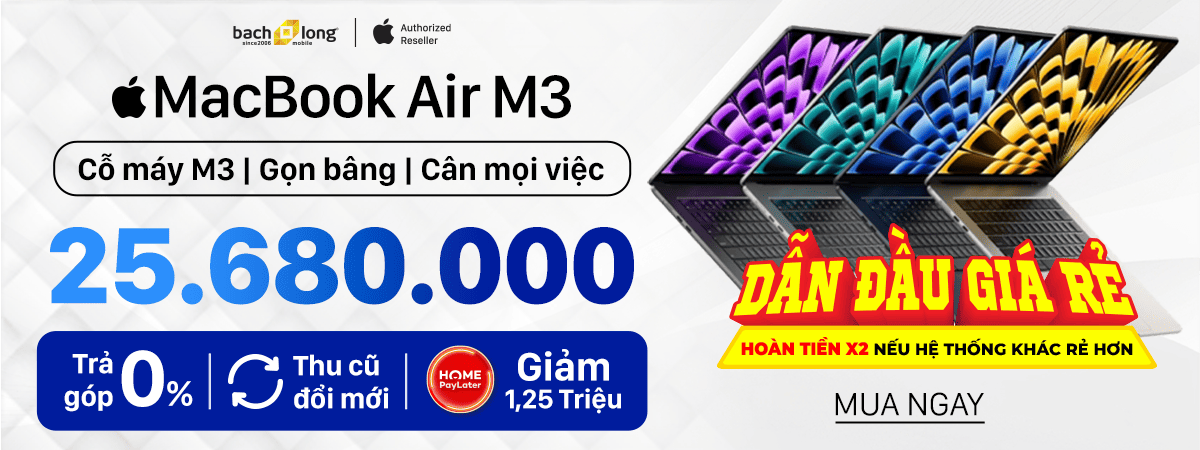 bach long
since2006 mobile
Authorized
Reseller
MacBook Air M3
Cỗ máy M3 | Gọn bâng | Cân mọi việc
25.680.000
Trả
góp 0%
Thu cũ
đổi mới
HOME
PayLater
Giảm
1,25 Triệu
DẪN ĐẦU GIÁ RẺ
HOÀN TIỀN X2 NẾU HỆ THỐNG KHÁC RẺ HƠN
MUA NGAY